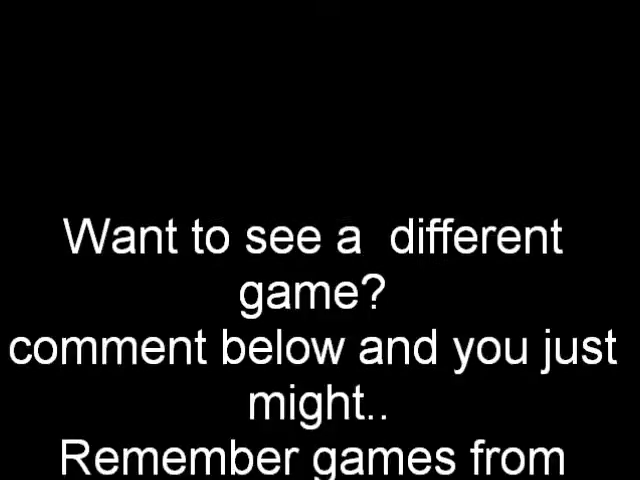 Want to see a  different
game?
comment below and you just
might..
Remember games from